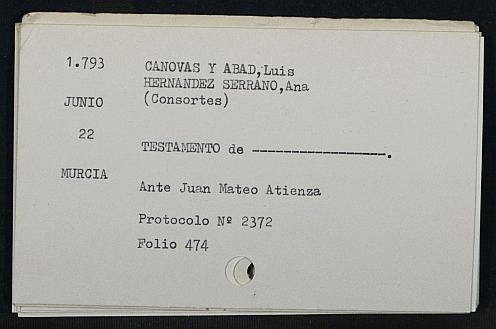 1.793
CANOVAS Y ABAD,Luis
HERNANDEZ SERRANO,Ana
JUNIO
(Consortes)
22
TESTAMENTO de -----------------.
MURCIA
Ante Juan Mateo Atienza
Protocolo Nº 2372
Folio 474